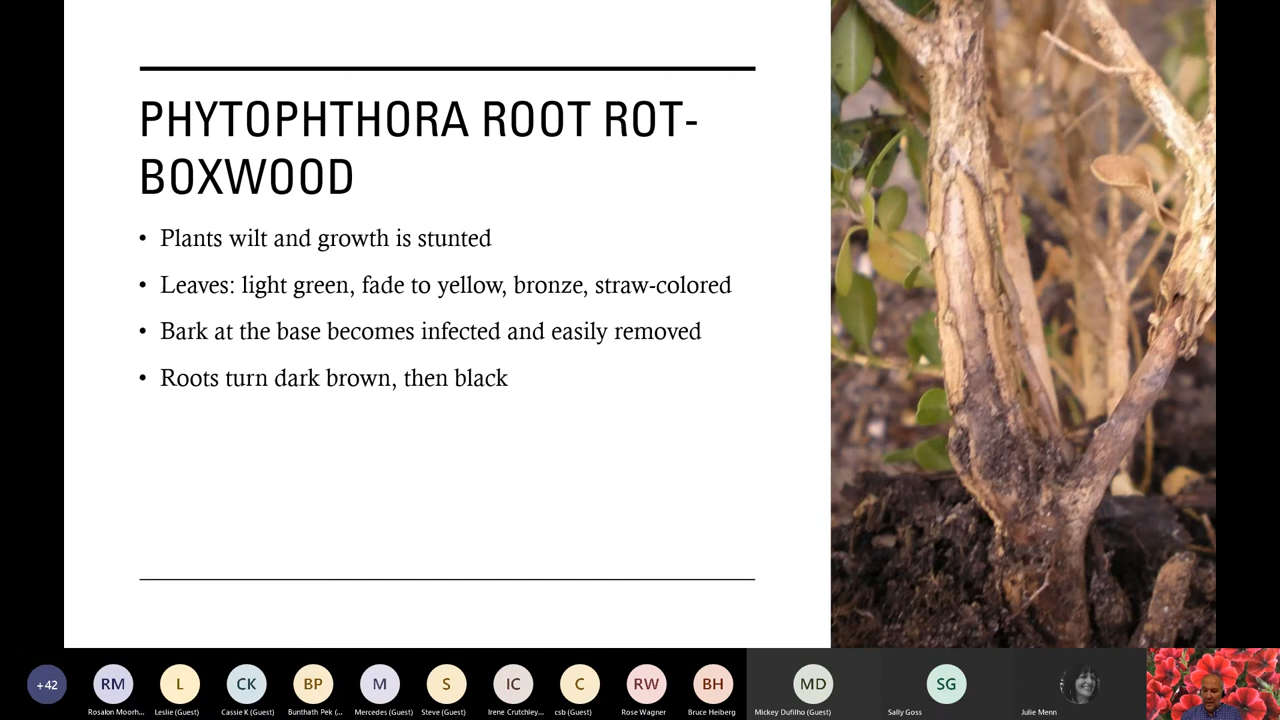 PHYTOPHTHORA ROOT ROT-
BOXWOOD
• Plants wilt and growth is stunted
• Leaves: light green, fade to yellow, bronze, straw-colored
• Bark at the base becomes infected and easily removed
• Roots turn dark brown, then black
+42 RM L CK BP M S IC C RW BH MD SG
Rosalon Moorh... Leslie (Guest) Cassie K (Guest) Bunthath Pek (... Mercedes (Guest) Steve (Guest) Irene Crutchley... csb (Guest) Rose Wagner Bruce Heiberg Mickey Dufilho (Guest) Sally Goss Julie Menn